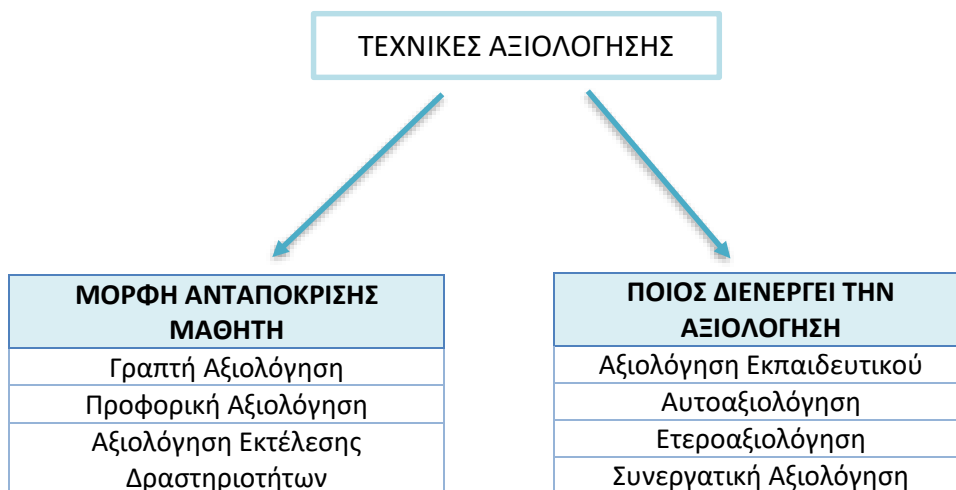 ΤΕΧΝΙΚΕΣ ΑΞΙΟΛΟΓΗΣΗΣ
ΜΟΡΦΗ ΑΝΤΑΠΟΚΡΙΣΗΣ
ΜΑΘΗΤΗ
Γραπτή Αξιολόγηση
Προφορική Αξιολόγηση
Αξιολόγηση Εκτέλεσης
Δραστηριοτήτων
ΠΟΙΟΣ ΔΙΕΝΕΡΓΕΙ ΤΗΝ
ΑΞΙΟΛΟΓΗΣΗ
Αξιολόγηση Εκπαιδευτικού
Αυτοαξιολόγηση
Ετεροαξιολόγηση
Συνεργατική Αξιολόγηση